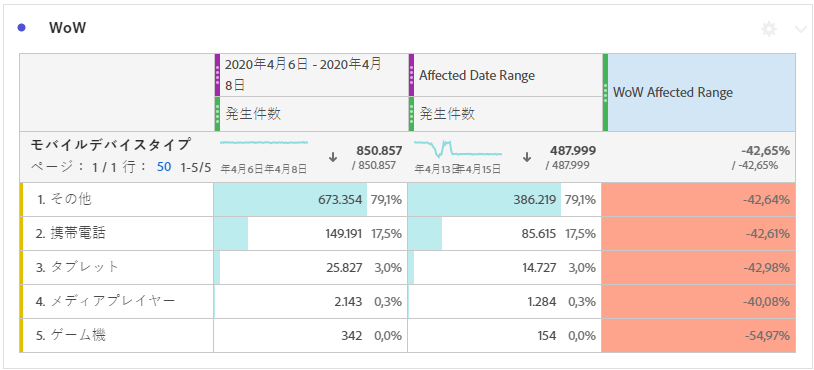 WoW
2020年4月6日 - 2020年4月
8日
Affected Date Range
WoW Affected Range
発生件数
発生件数
モバイルデバイスタイプ
ページ： 1 / 1 行： 50 1-5/5
年4月6日年4月8日
850.857
/ 850.857
年4月13日年4月15日
487.999
/ 487.999
-42,65%
/ -42,65%
1. その他 673.354 79,1% 386.219 79,1% -42,64%
2. 携帯電話 149.191 17,5% 85.615 17,5% -42,61%
3. タブレット 25.827 3,0% 14.727 3,0% -42,98%
4. メディアプレイヤー 2.143 0,3% 1.284 0,3% -40,08%
5. ゲーム機 342 0,0% 154 0,0% -54,97%